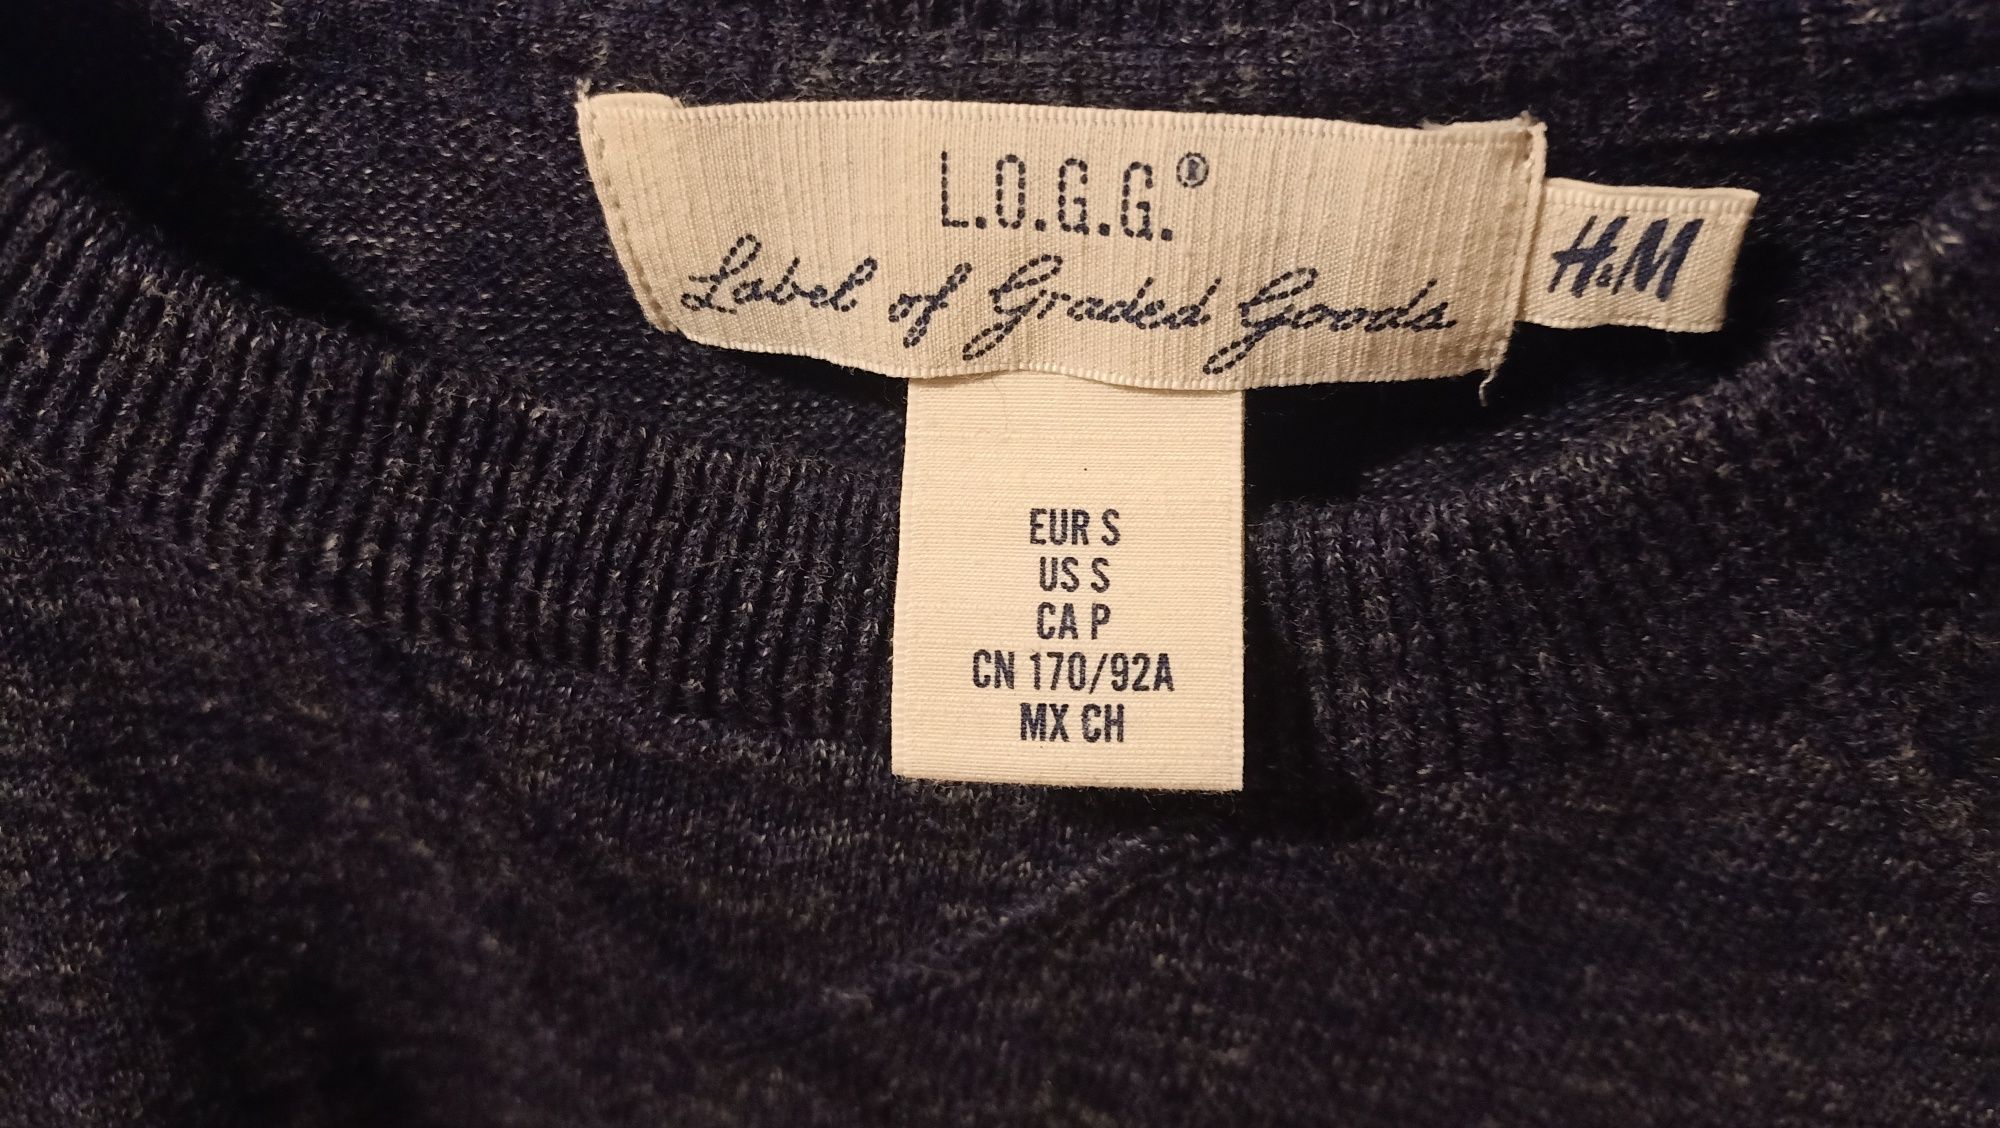 L.O.G.G.®
Label of Graded Goods
H&M
EUR S
US S
CA P
CN 170/92A
MX CH